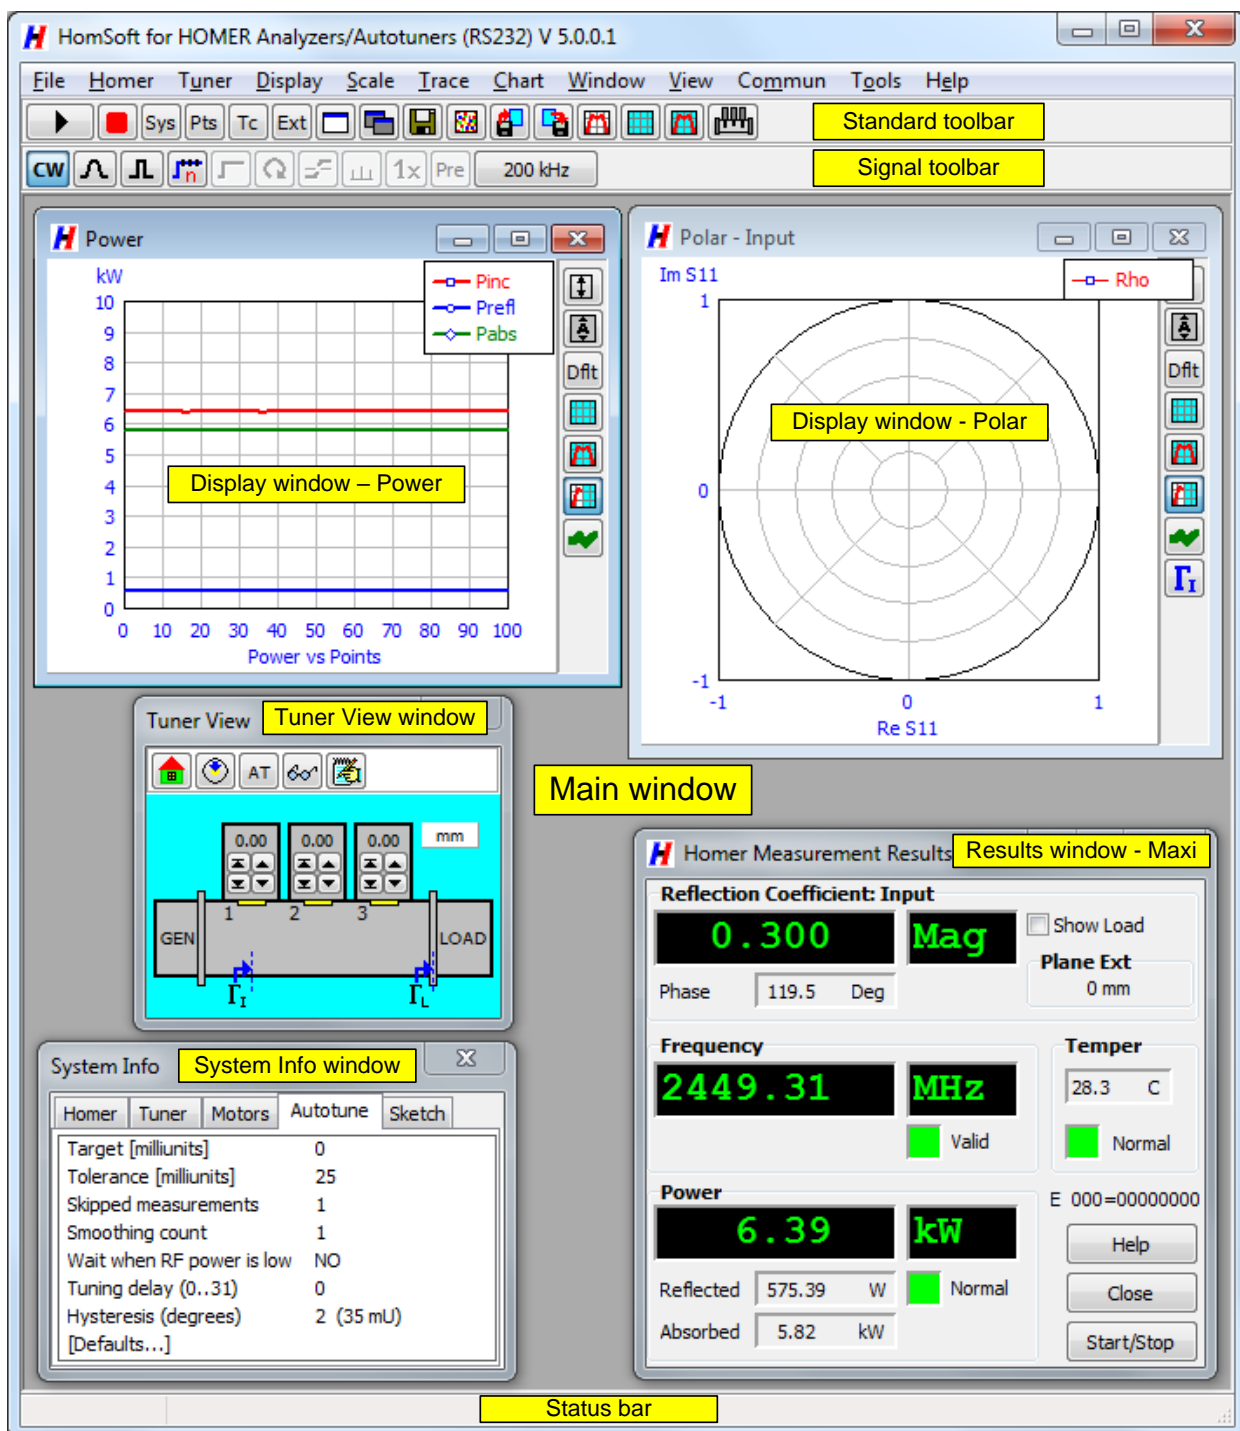 HomSoft for HOMER Analyzers/Autotuners (RS232) V 5.0.0.1
File Homer Tuner Display Scale Trace Chart Window View Commun Tools Help
Sys Pts Tc Ext Standard toolbar
CW n 1x Pre 200 kHz Signal toolbar
Power
kW
Pinc
Prefl
Pabs
10
9
8
7
6
5
4
3
2
1
0
0 10 20 30 40 50 60 70 80 90 100
Power vs Points
A
Dflt
Display window – Power
Polar - Input
Im S11
Rho
1
0
-1
-1 0 1
Re S11
A
Dflt
ΓI
Display window - Polar
Tuner View Tuner View window
AT
0.00 0.00 0.00 mm
1 2 3
GEN LOAD
ΓI ΓL
Main window
System Info System Info window
Homer Tuner Motors Autotune Sketch
Target [milliunits] 0
Tolerance [milliunits] 25
Skipped measurements 1
Smoothing count 1
Wait when RF power is low NO
Tuning delay (0..31) 0
Hysteresis (degrees) 2 (35 mU)
[Defaults...]
Homer Measurement Results Results window - Maxi
Reflection Coefficient: Input
0.300 Mag Show Load
Plane Ext
0 mm
Phase 119.5 Deg
Frequency Temper
2449.31 MHz 28.3 C
Valid Normal
Power
6.39 kW E 000=00000000
Help
Reflected 575.39 W Normal
Close
Absorbed 5.82 kW
Start/Stop
Status bar